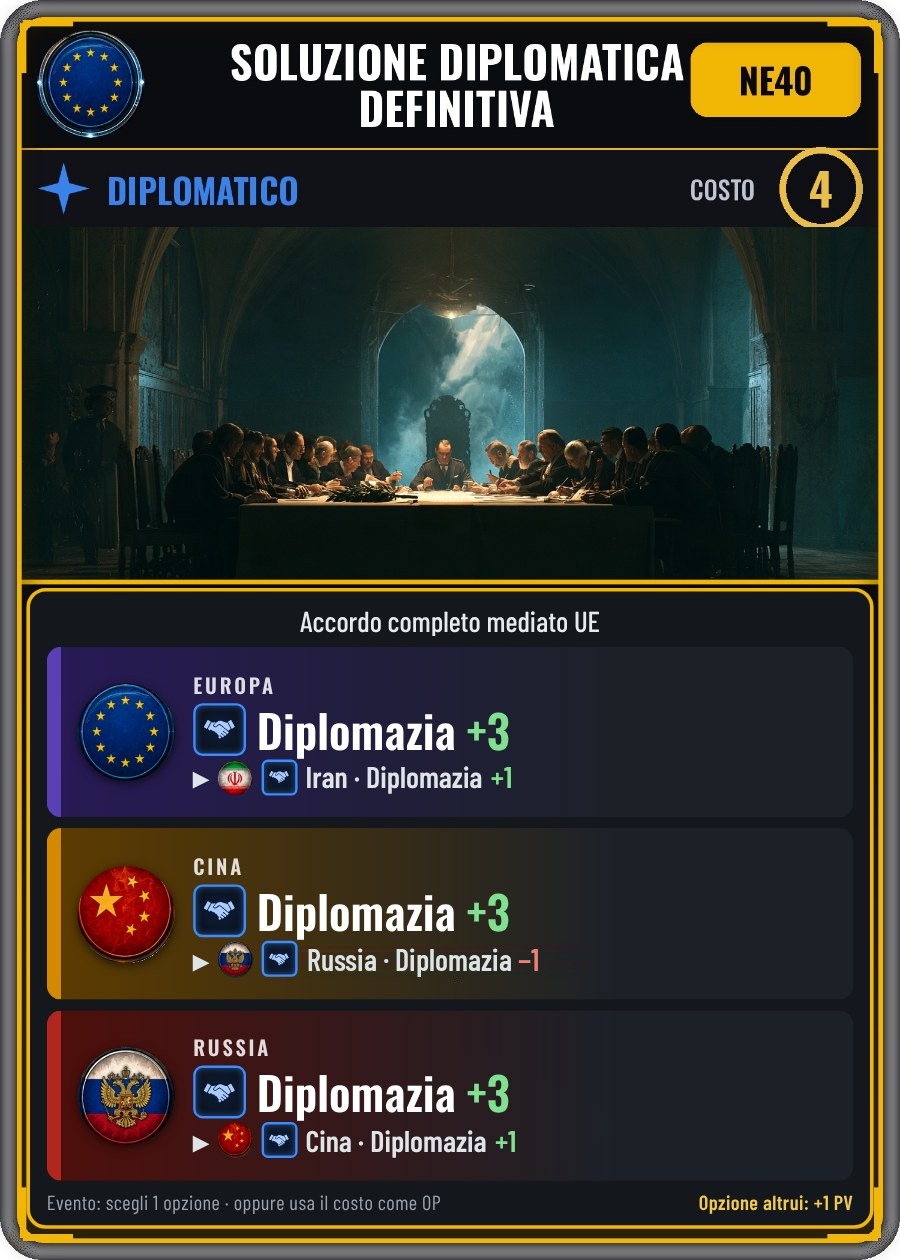 SOLUZIONE DIPLOMATICA
DEFINITIVA
NE40
DIPLOMATICO
COSTO
4
Accordo completo mediato UE
EUROPA
Diplomazia +3
▶ Iran · Diplomazia +1
CINA
Diplomazia +3
▶ Russia · Diplomazia −1
RUSSIA
Diplomazia +3
▶ Cina · Diplomazia +1
Evento: scegli 1 opzione · oppure usa il costo come OP
Opzione altrui: +1 PV